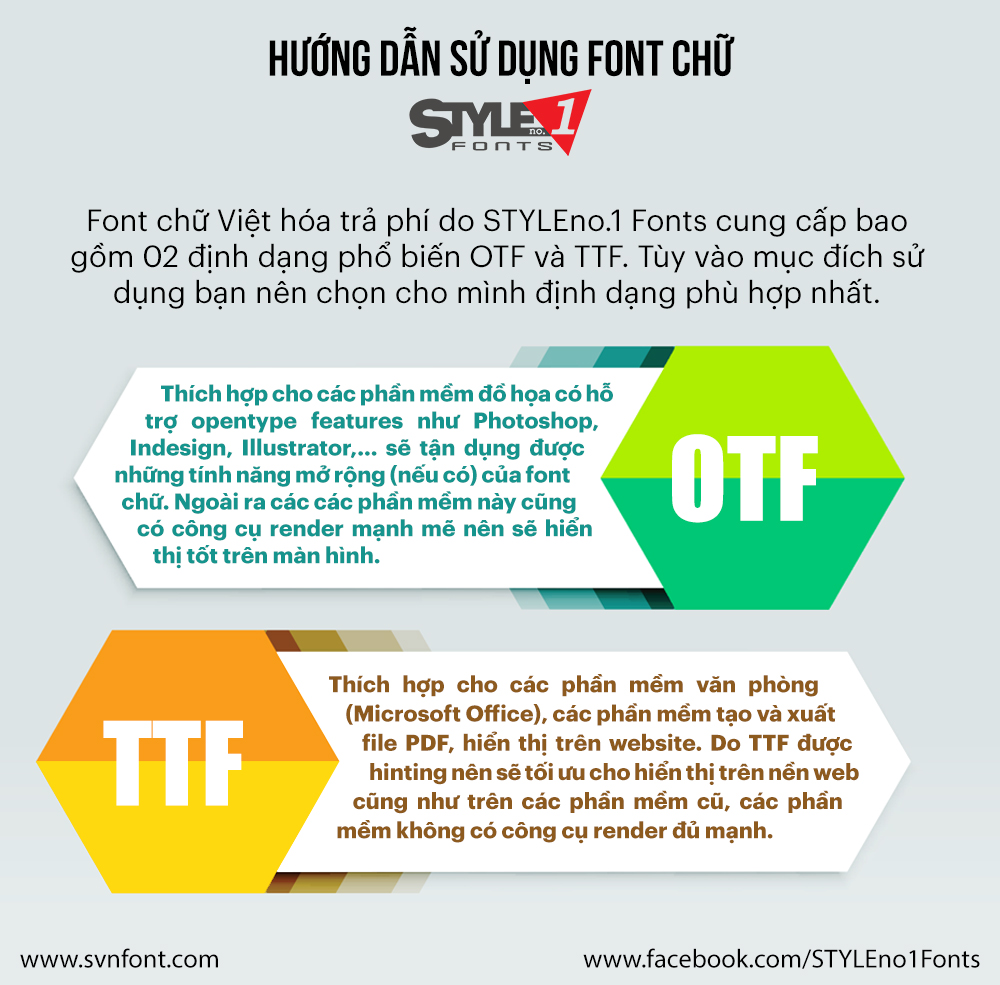 HƯỚNG DẪN SỬ DỤNG FONT CHỮ
STYLE no.1
FONTS
Font chữ Việt hóa trả phí do STYLEno.1 Fonts cung cấp bao
gồm 02 định dạng phổ biến OTF và TTF. Tùy vào mục đích sử
dụng bạn nên chọn cho mình định dạng phù hợp nhất.
Thích hợp cho các phần mềm đồ họa có hỗ
trợ opentype features như Photoshop,
Indesign, Illustrator,... sẽ tận dụng được
những tính năng mở rộng (nếu có) của font
chữ. Ngoài ra các các phần mềm này cũng
có công cụ render mạnh mẽ nên sẽ hiển
thị tốt trên màn hình.
OTF
TTF
Thích hợp cho các phần mềm văn phòng
(Microsoft Office), các phần mềm tạo và xuất
file PDF, hiển thị trên website. Do TTF được
hinting nên sẽ tối ưu cho hiển thị trên nền web
cũng như trên các phần mềm cũ, các phần
mềm không có công cụ render đủ mạnh.
www.svnfont.com
www.facebook.com/STYLEno1Fonts